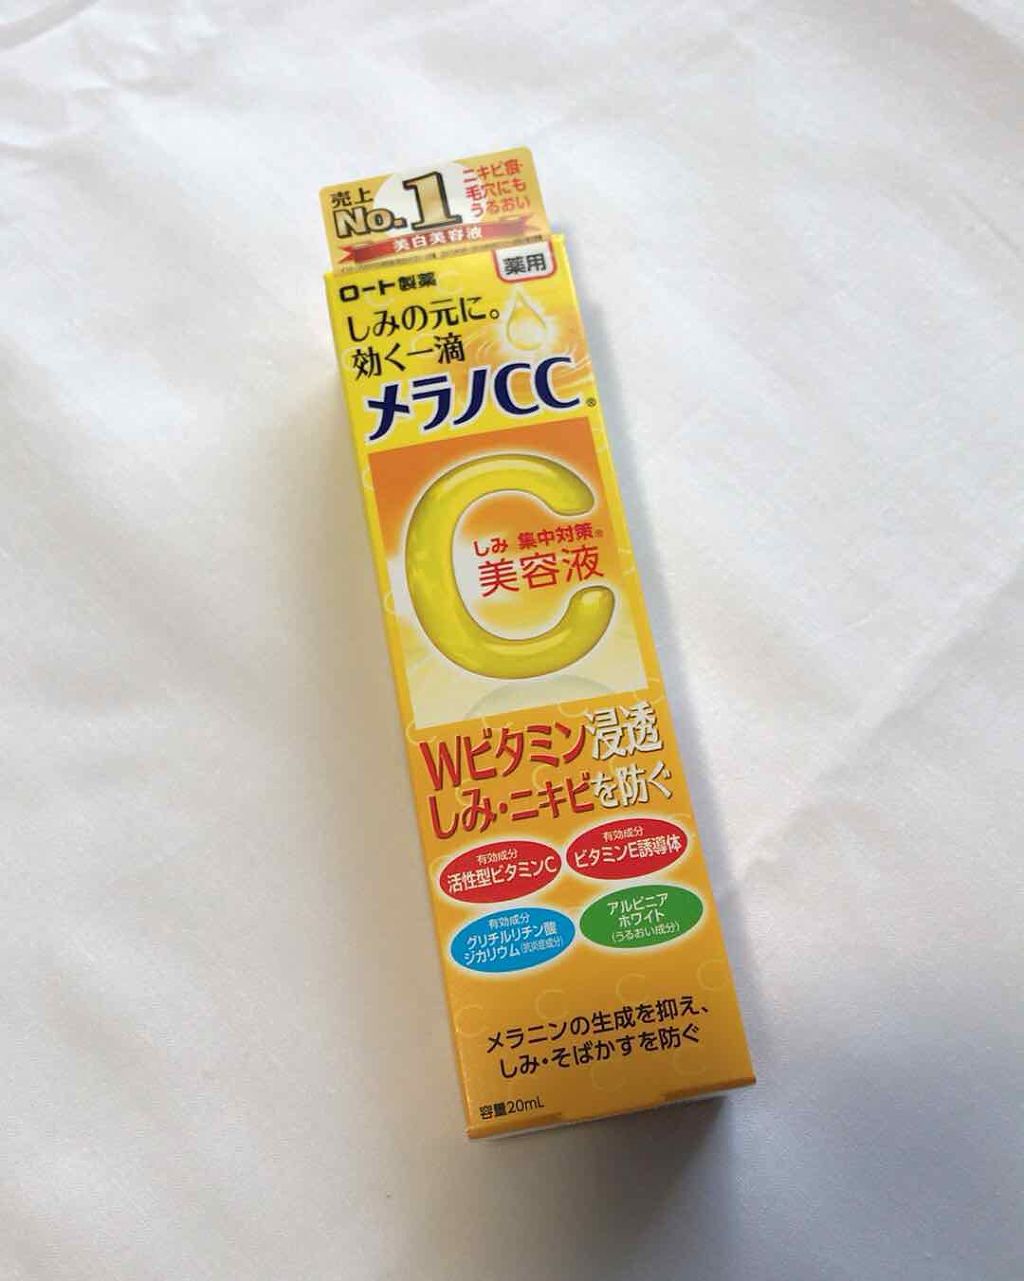 売上
No.1
ニキビ痕・
毛穴にも
うるおい
美白美容液
薬用
ロート製薬
しみの元に。
効く一滴
メラノCC®
C
しみ 集中対策®
美容液
Wビタミン浸透
しみ・ニキビを防ぐ
有効成分
活性型ビタミンC
有効成分
ビタミンE誘導体
有効成分
グリチルリチン酸
ジカリウム(抗炎症成分)
アルピニア
ホワイト
(うるおい成分)
メラニンの生成を抑え、
しみ・そばかすを防ぐ
容量20mL